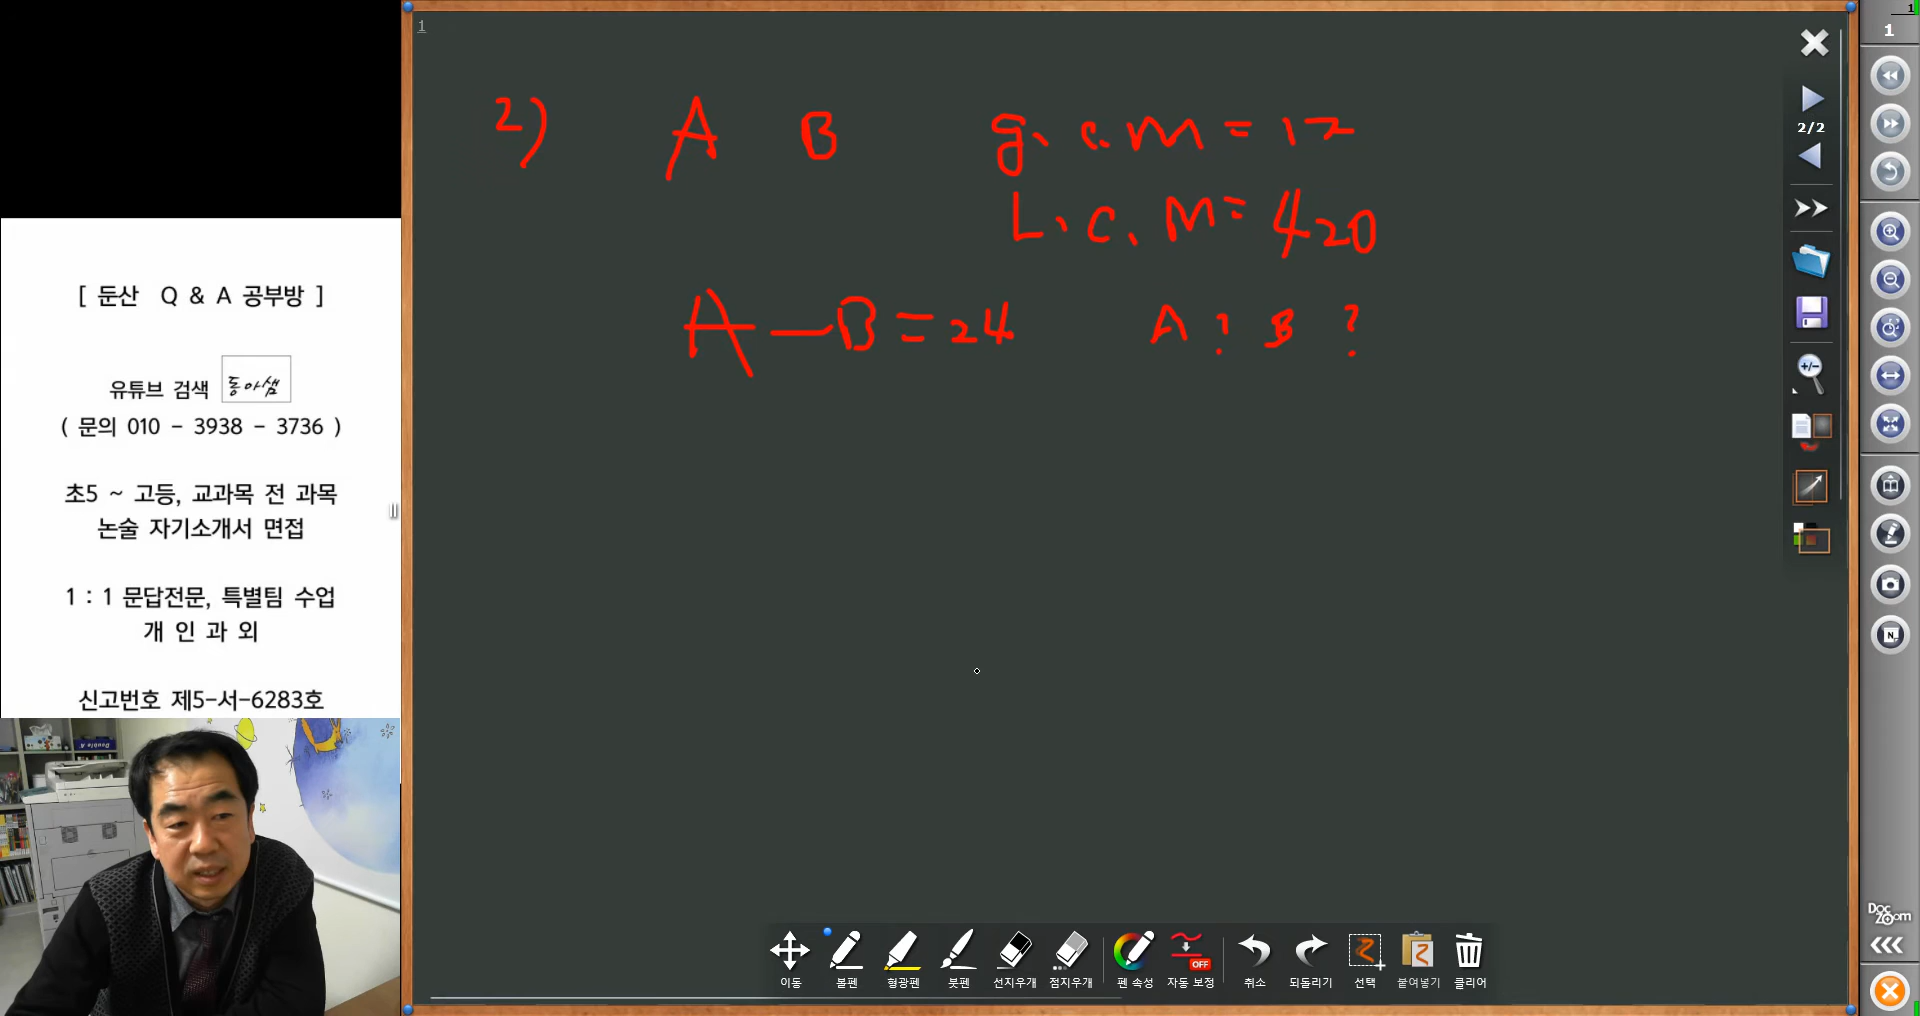 1
[ 둔산 Q & A 공부방 ]
유튜브 검색 동아샘
( 문의 010 - 3938 - 3736 )
초5 ~ 고등, 교과목 전 과목
논술 자기소개서 면접
1 : 1 문답전문, 특별팀 수업
개 인 과 외
신고번호 제5-서-6283호
Double A
2) A B g. c. m = 12
L. c. M = 420
A - B = 24 A ? B ?
2/2
1
1
+/-
N
Doc Zoom
OFF
이동 볼펜 형광펜 붓펜 선지우개 점지우개 펜 속성 자동 보정 취소 되돌리기 선택 붙여넣기 클리어